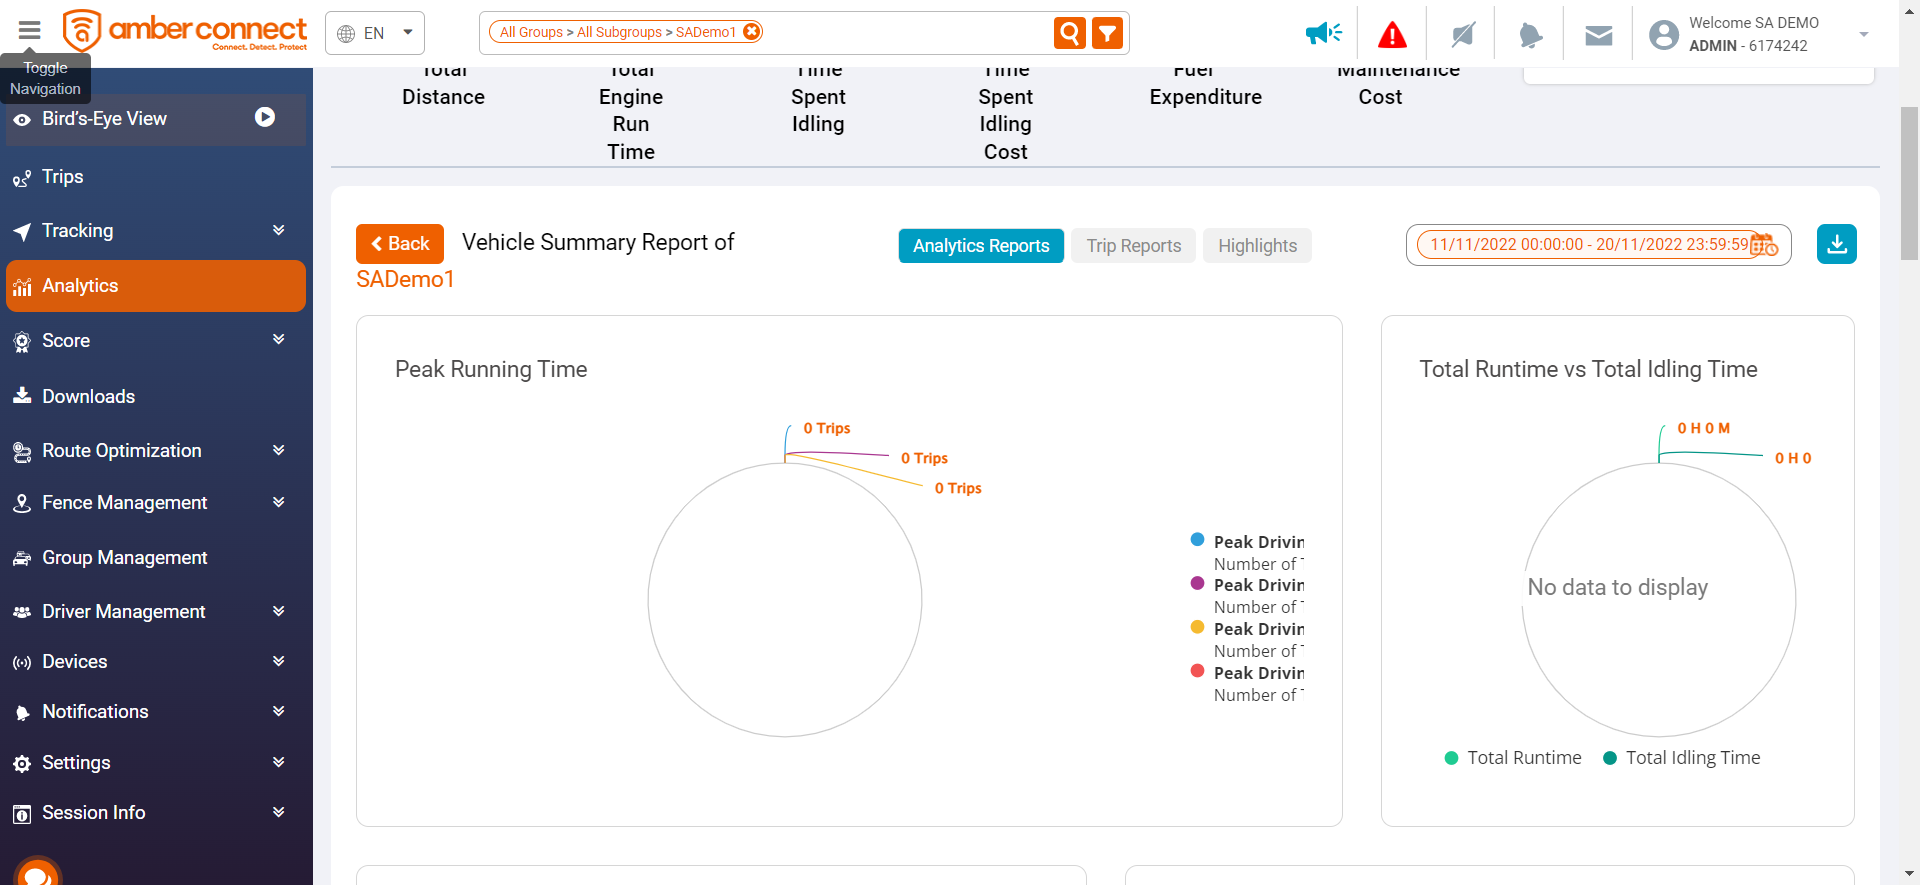 amber connect
Connect. Detect. Protect
EN
All Groups > All Subgroups > SADemo1
Welcome SA DEMO
ADMIN - 6174242
Toggle
Navigation
Bird's-Eye View
Trips
Tracking
Analytics
Score
Downloads
Route Optimization
Fence Management
Group Management
Driver Management
Devices
Notifications
Settings
Session Info
Total
Distance
Total
Engine
Run
Time
Time
Spent
Idling
Time
Spent
Idling
Cost
Fuel
Expenditure
Maintenance
Cost
Back
Vehicle Summary Report of
SADemo1
Analytics Reports
Trip Reports
Highlights
11/11/2022 00:00:00 - 20/11/2022 23:59:59
Peak Running Time
0 Trips
0 Trips
0 Trips
Peak Drivin
Number of T
Peak Drivin
Number of T
Peak Drivin
Number of T
Peak Drivin
Number of T
Total Runtime vs Total Idling Time
0 H 0 M
0 H 0
No data to display
Total Runtime
Total Idling Time